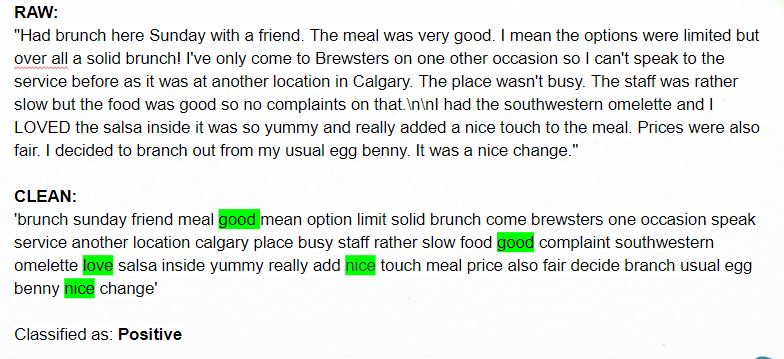 RAW:
"Had brunch here Sunday with a friend. The meal was very good. I mean the options were limited but
over all a solid brunch! I've only come to Brewsters on one other occasion so I can't speak to the
service before as it was at another location in Calgary. The place wasn't busy. The staff was rather
slow but the food was good so no complaints on that.\n\nI had the southwestern omelette and I
LOVED the salsa inside it was so yummy and really added a nice touch to the meal. Prices were also
fair. I decided to branch out from my usual egg benny. It was a nice change."
CLEAN:
'brunch sunday friend meal good mean option limit solid brunch come brewsters one occasion speak
service another location calgary place busy staff rather slow food good complaint southwestern
omelette love salsa inside yummy really add nice touch meal price also fair decide branch usual egg
benny nice change'
Classified as: Positive